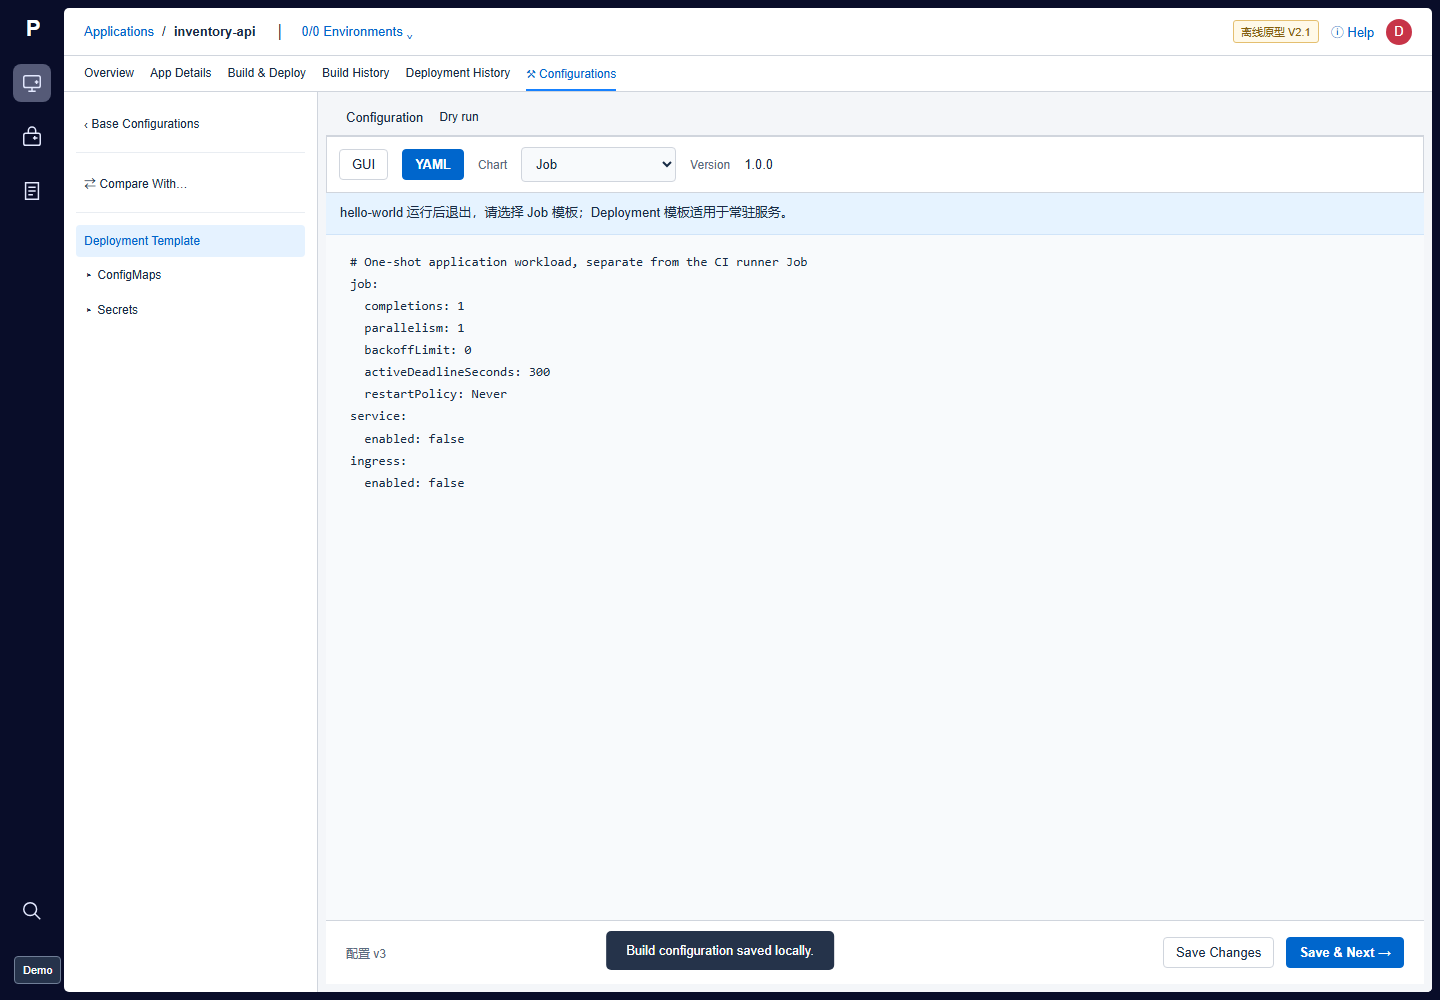 P
Applications / inventory-api | 0/0 Environments
离线原型 V2.1
Help
D
Overview
App Details
Build & Deploy
Build History
Deployment History
Configurations
‹ Base Configurations
Compare With…
Deployment Template
ConfigMaps
Secrets
Configuration
Dry run
GUI
YAML
Chart
Job
Version 1.0.0
hello-world 运行后退出，请选择 Job 模板；Deployment 模板适用于常驻服务。
# One-shot application workload, separate from the CI runner Job
job:
  completions: 1
  parallelism: 1
  backoffLimit: 0
  activeDeadlineSeconds: 300
  restartPolicy: Never
service:
  enabled: false
ingress:
  enabled: false
配置 v3
Build configuration saved locally.
Save Changes
Save & Next →
Demo